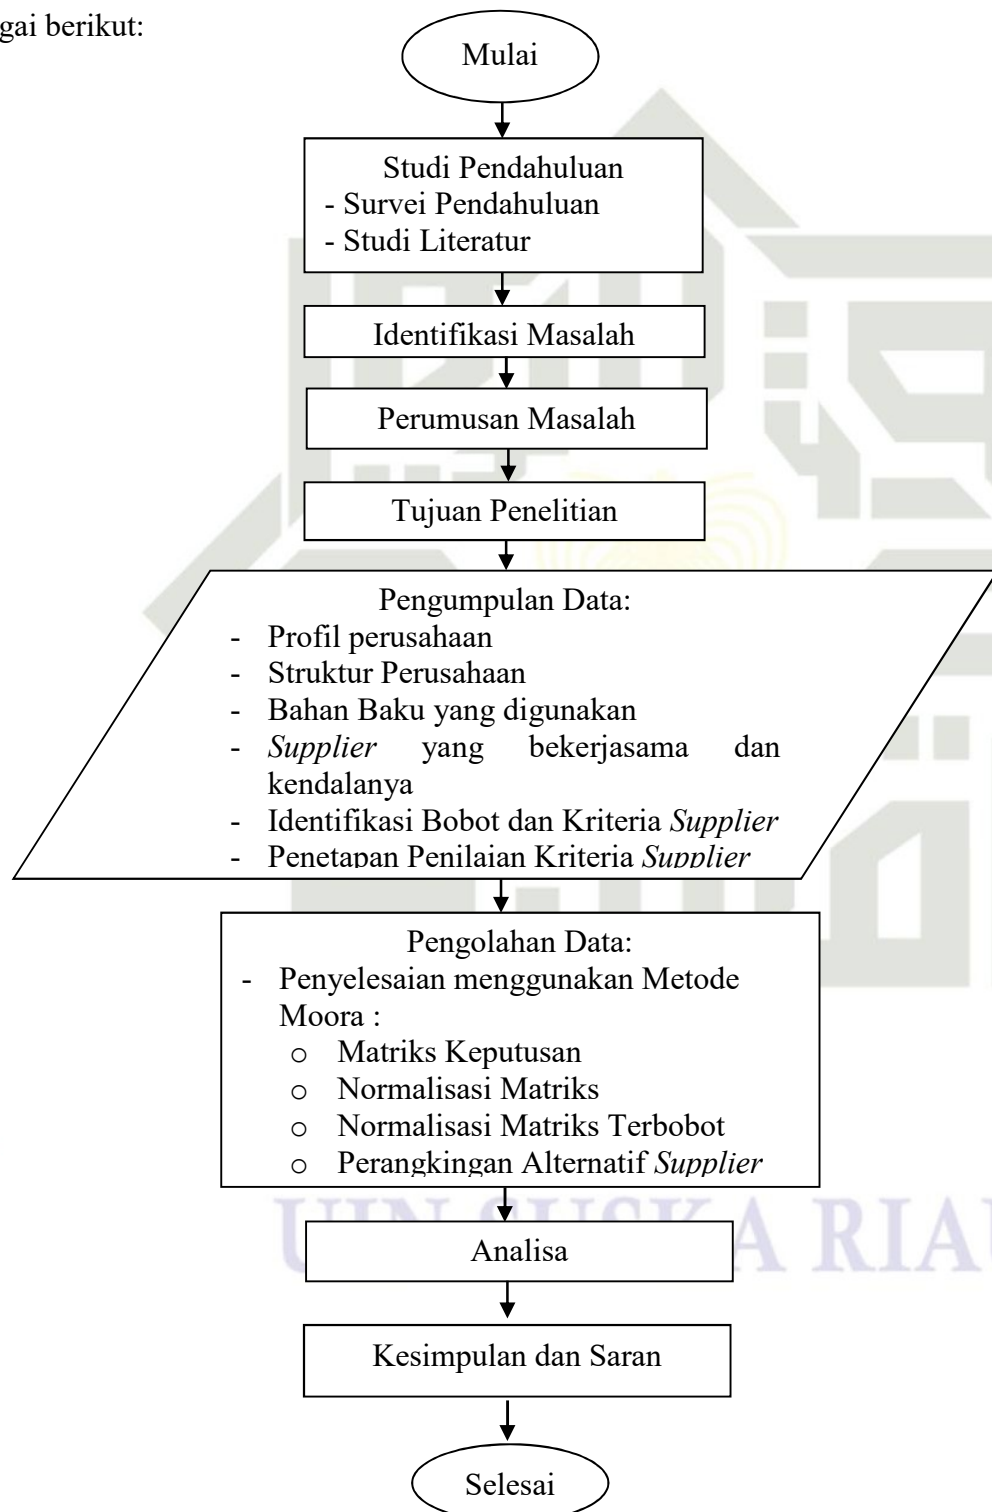 gai berikut:
Mulai
Studi Pendahuluan
- Survei Pendahuluan
- Studi Literatur
Identifikasi Masalah
Perumusan Masalah
Tujuan Penelitian
Pengumpulan Data:
- Profil perusahaan
- Struktur Perusahaan
- Bahan Baku yang digunakan
- Supplier yang bekerjasama dan
kendalanya
- Identifikasi Bobot dan Kriteria Supplier
- Penetapan Penilaian Kriteria Supplier
Pengolahan Data:
- Penyelesaian menggunakan Metode
Moora :
o Matriks Keputusan
o Normalisasi Matriks
o Normalisasi Matriks Terbobot
o Perangkingan Alternatif Supplier
UIN SUSKA RIAU
Analisa
Kesimpulan dan Saran
Selesai